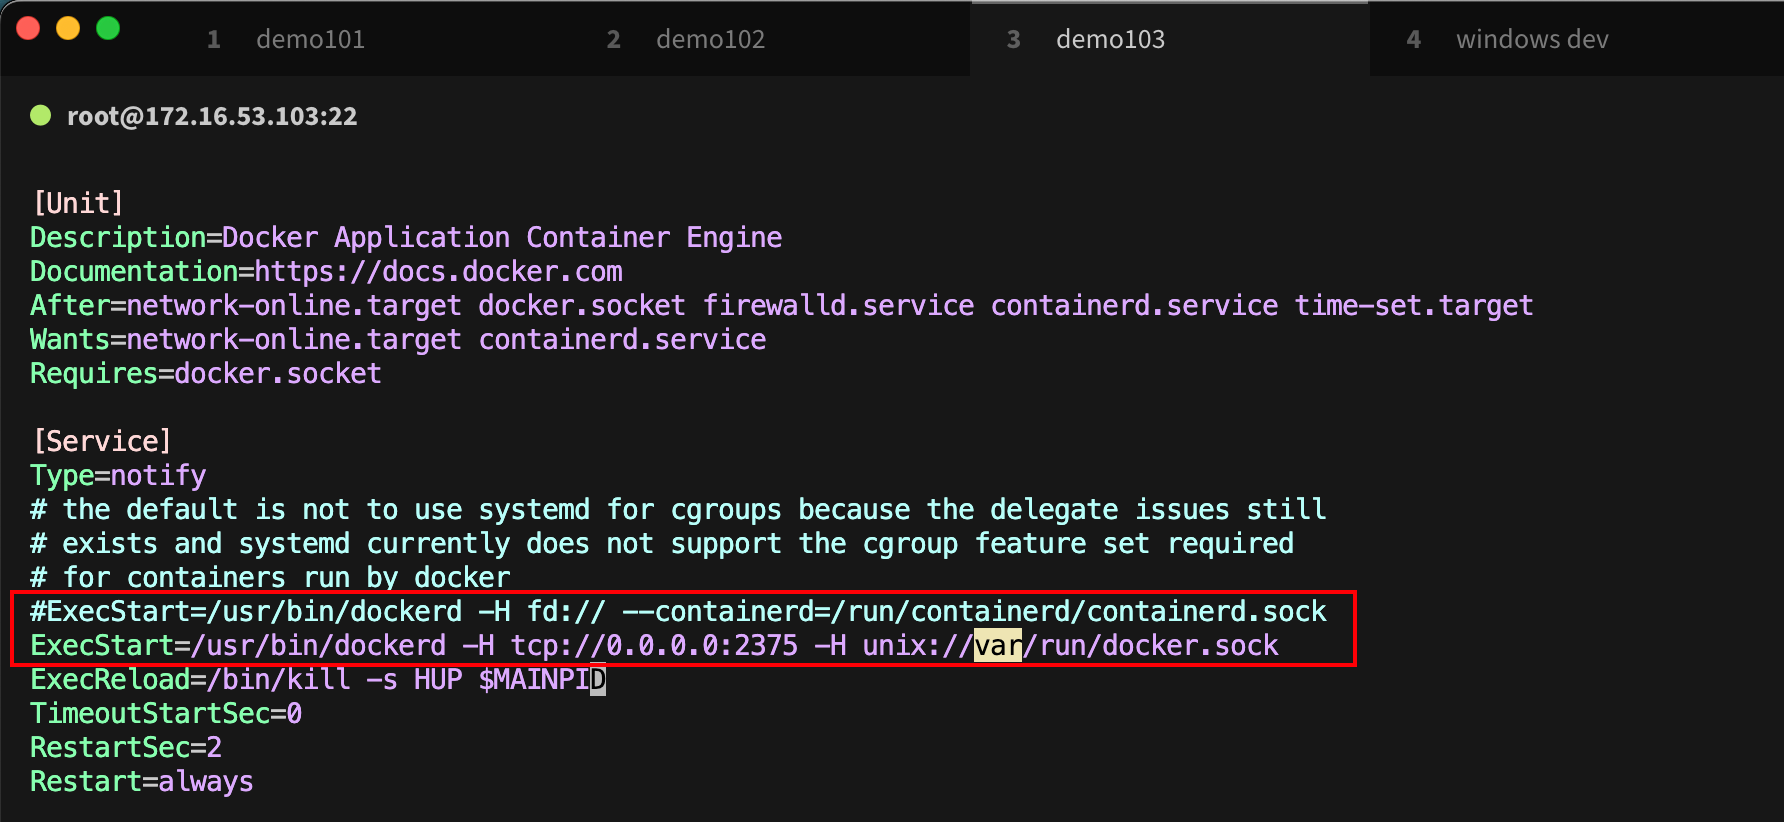 1 demo101 2 demo102 3 demo103 4 windows dev
root@172.16.53.103:22
[Unit]
Description=Docker Application Container Engine
Documentation=https://docs.docker.com
After=network-online.target docker.socket firewalld.service containerd.service time-set.target
Wants=network-online.target containerd.service
Requires=docker.socket
[Service]
Type=notify
# the default is not to use systemd for cgroups because the delegate issues still
# exists and systemd currently does not support the cgroup feature set required
# for containers run by docker
#ExecStart=/usr/bin/dockerd -H fd:// --containerd=/run/containerd/containerd.sock
ExecStart=/usr/bin/dockerd -H tcp://0.0.0.0:2375 -H unix://var/run/docker.sock
ExecReload=/bin/kill -s HUP $MAINPID
TimeoutStartSec=0
RestartSec=2
Restart=always